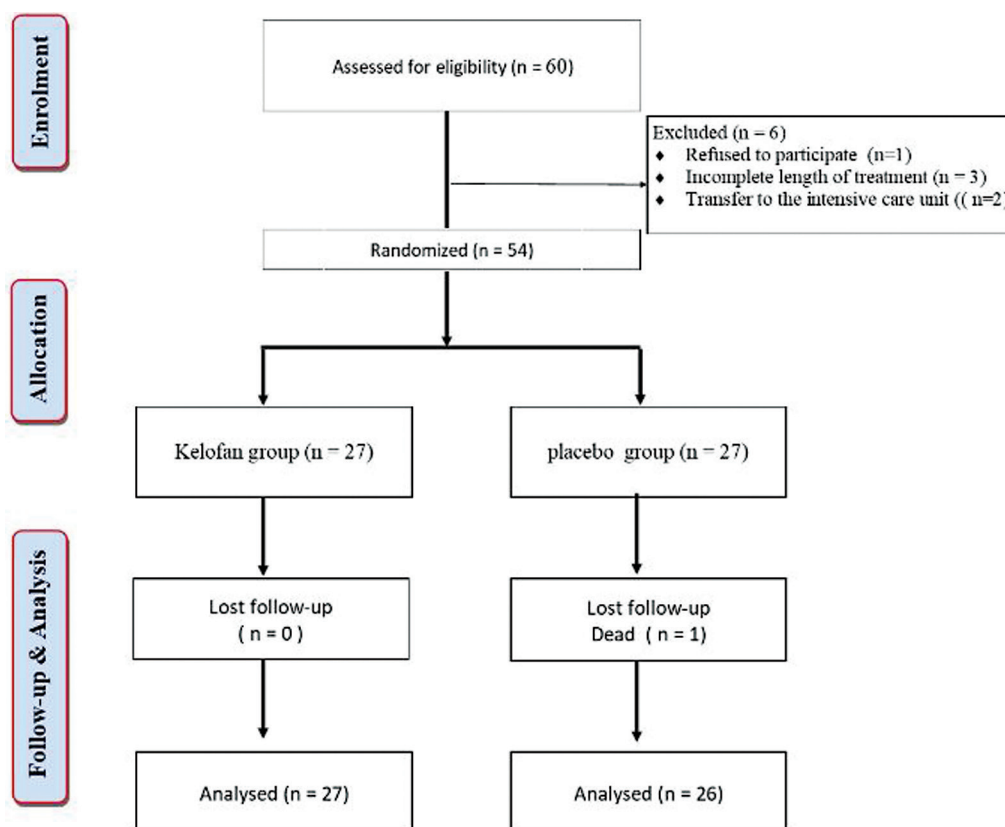 Enrolment
Assessed for eligibility (n = 60)
Excluded (n = 6)
♦ Refused to participate (n=1)
♦ Incomplete length of treatment (n = 3)
♦ Transfer to the intensive care unit (( n=2)
Randomized (n = 54)
Allocation
Kelofan group (n = 27)
placebo group (n = 27)
Follow-up & Analysis
Lost follow-up
( n = 0 )
Lost follow-up
Dead ( n = 1)
Analysed (n = 27)
Analysed (n = 26)